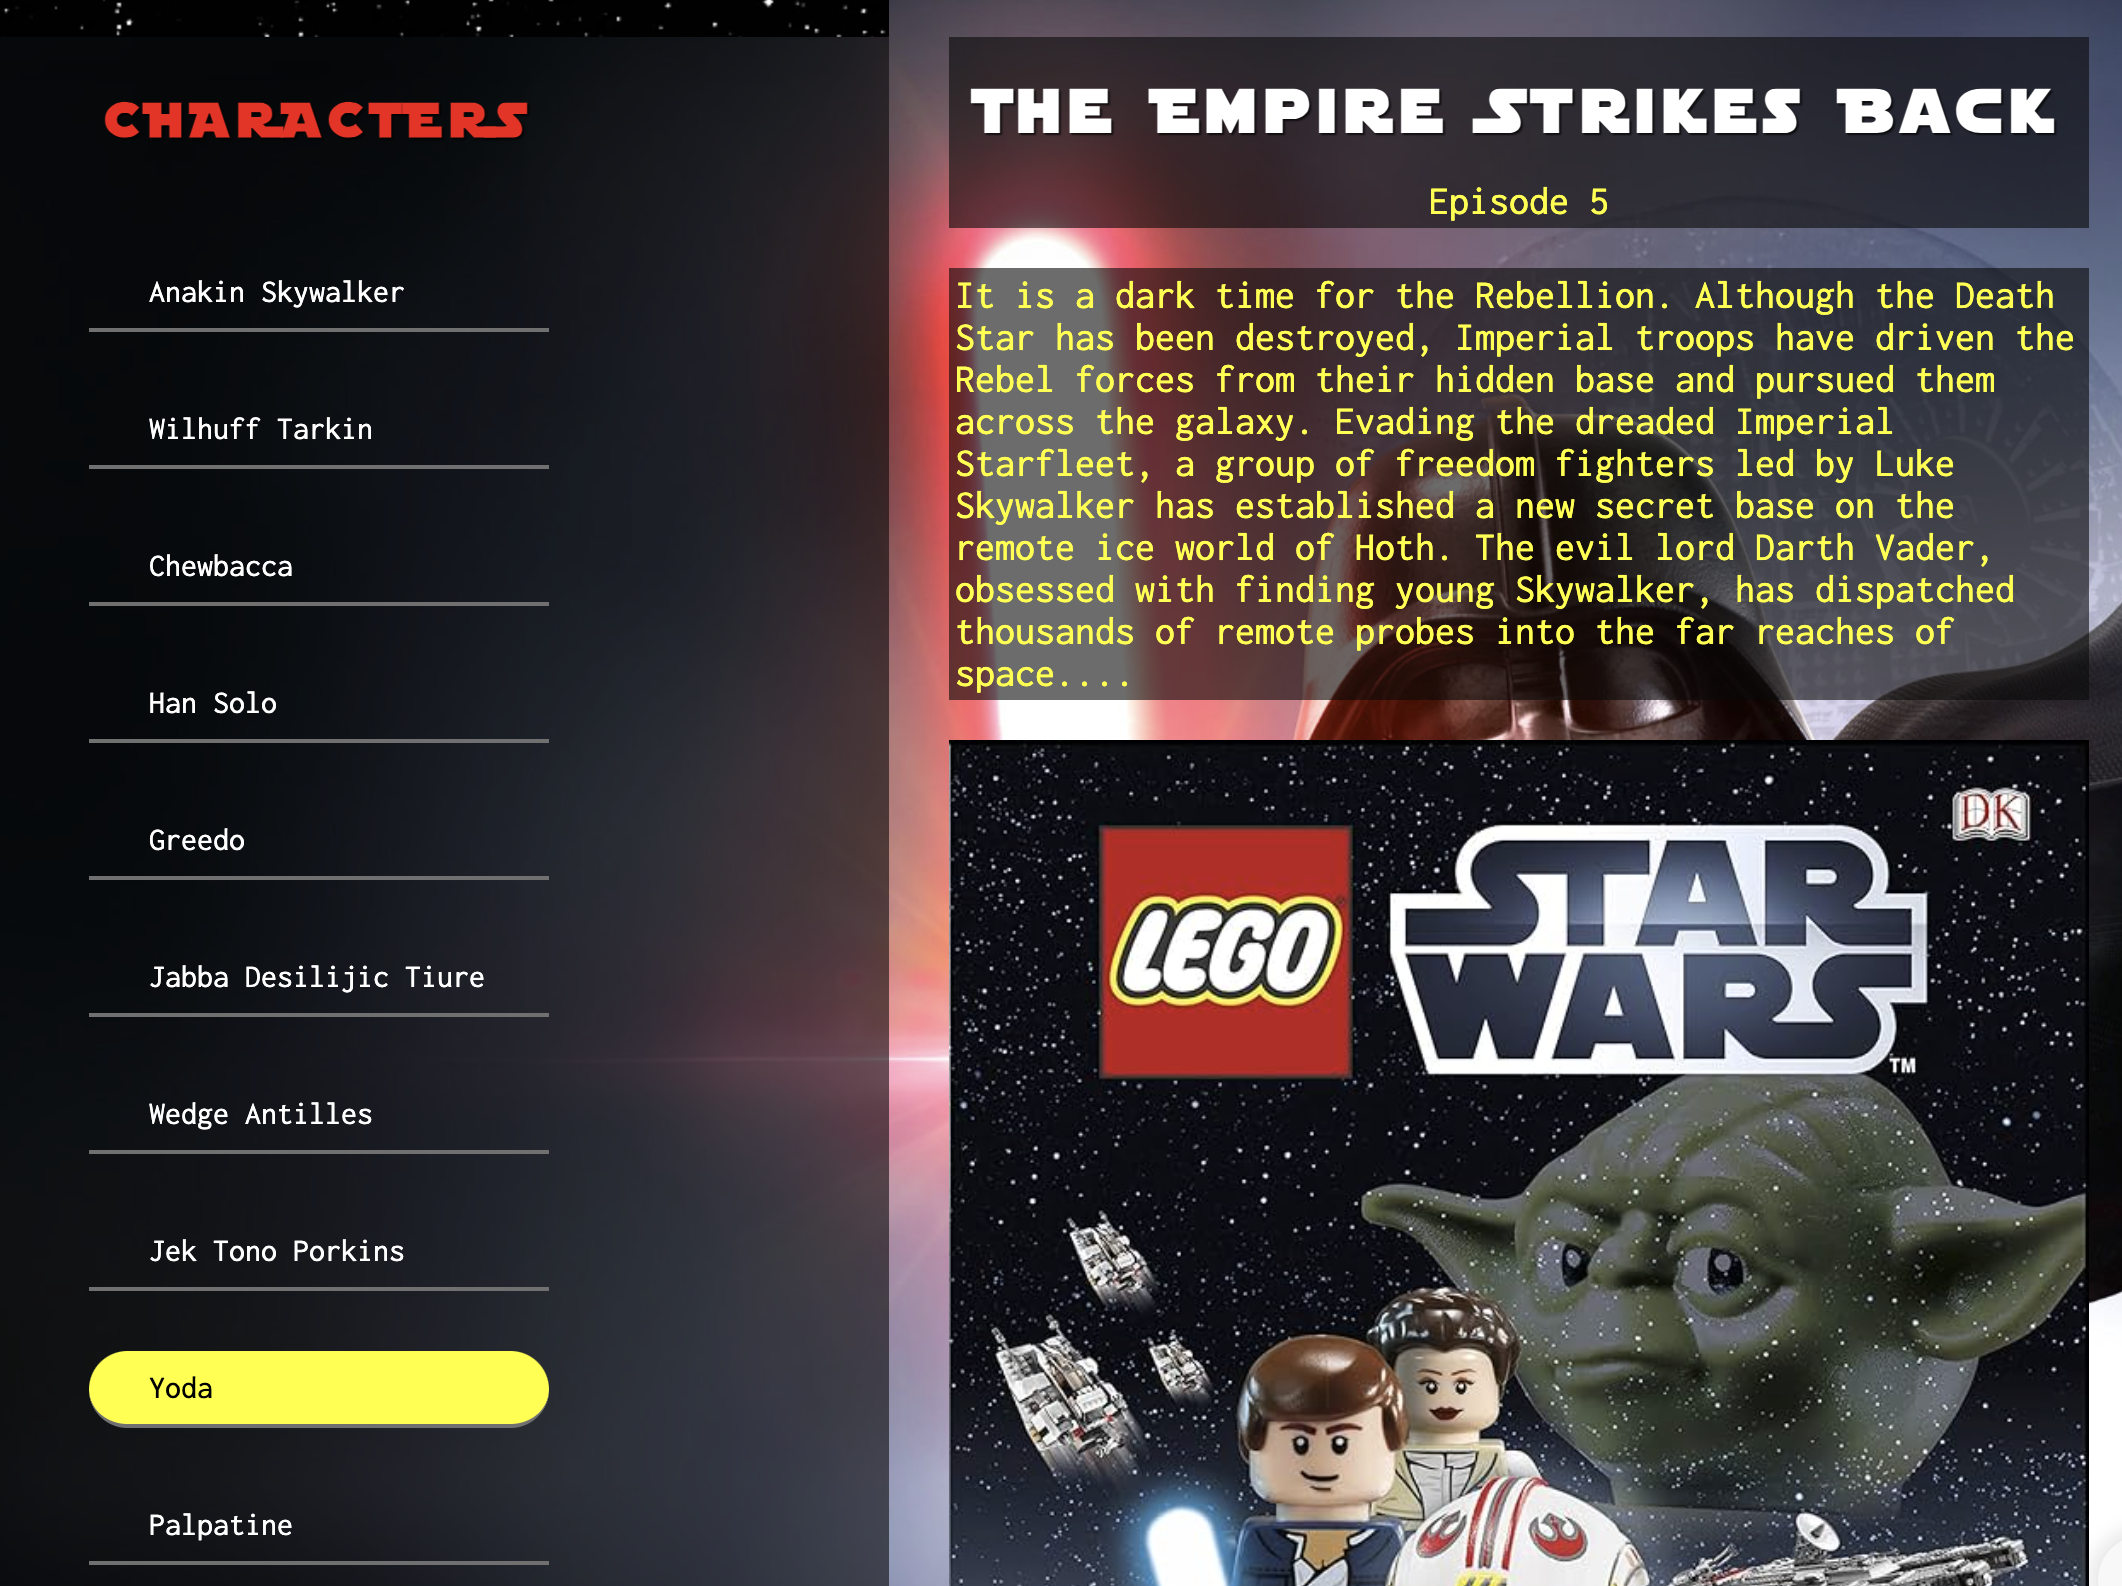 CHARACTERS
Anakin Skywalker
Wilhuff Tarkin
Chewbacca
Han Solo
Greedo
Jabba Desilijic Tiure
Wedge Antilles
Jek Tono Porkins
Yoda
Palpatine
THE EMPIRE STRIKES BACK
Episode 5
It is a dark time for the Rebellion. Although the Death
Star has been destroyed, Imperial troops have driven the
Rebel forces from their hidden base and pursued them
across the galaxy. Evading the dreaded Imperial
Starfleet, a group of freedom fighters led by Luke
Skywalker has established a new secret base on the
remote ice world of Hoth. The evil lord Darth Vader,
obsessed with finding young Skywalker, has dispatched
thousands of remote probes into the far reaches of
space....
DK
LEGO
STAR
WARS
TM